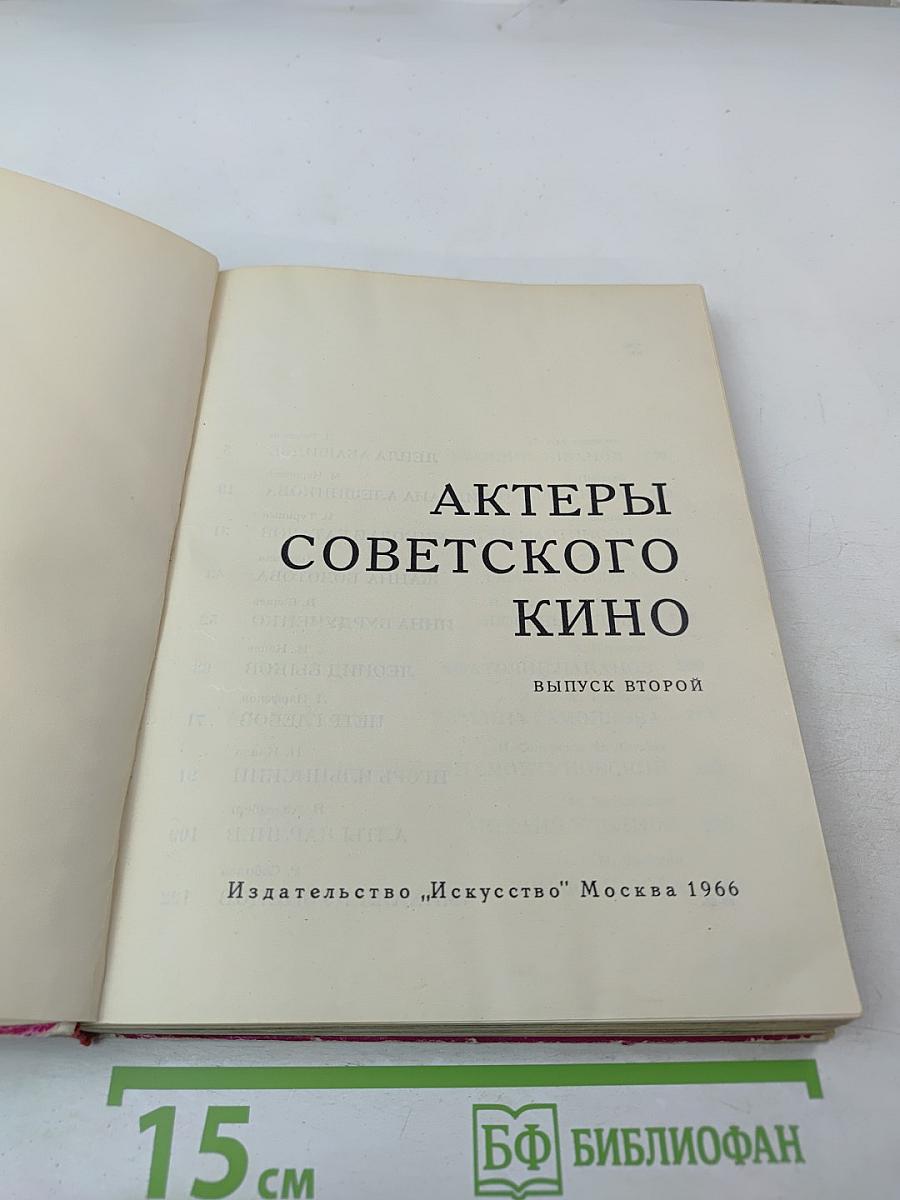 АКТЕРЫ
СОВЕТСКОГО
КИНО
ВЫПУСК ВТОРОЙ
Издательство „Искусство" Москва 1966
15 см
БФ БИБЛИОФАН